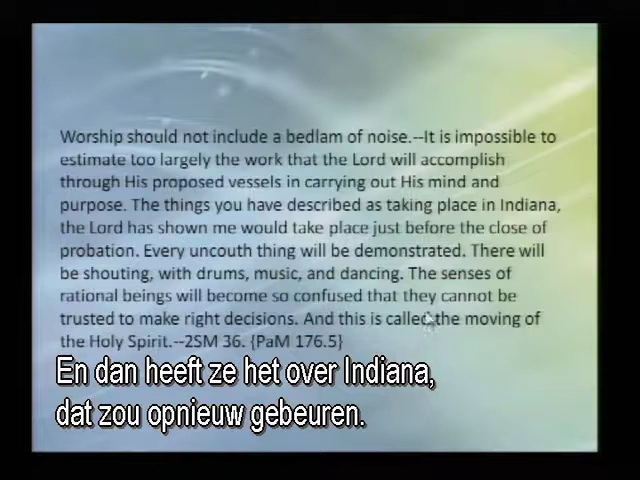 Worship should not include a bedlam of noise.--It is impossible to
estimate too largely the work that the Lord will accomplish
through His proposed vessels in carrying out His mind and
purpose. The things you have described as taking place in Indiana,
the Lord has shown me would take place just before the close of
probation. Every uncouth thing will be demonstrated. There will
be shouting, with drums, music, and dancing. The senses of
rational beings will become so confused that they cannot be
trusted to make right decisions. And this is called the moving of
the Holy Spirit.--2SM 36. {PaM 176.5}
En dan heeft ze het over Indiana,
dat zou opnieuw gebeuren.